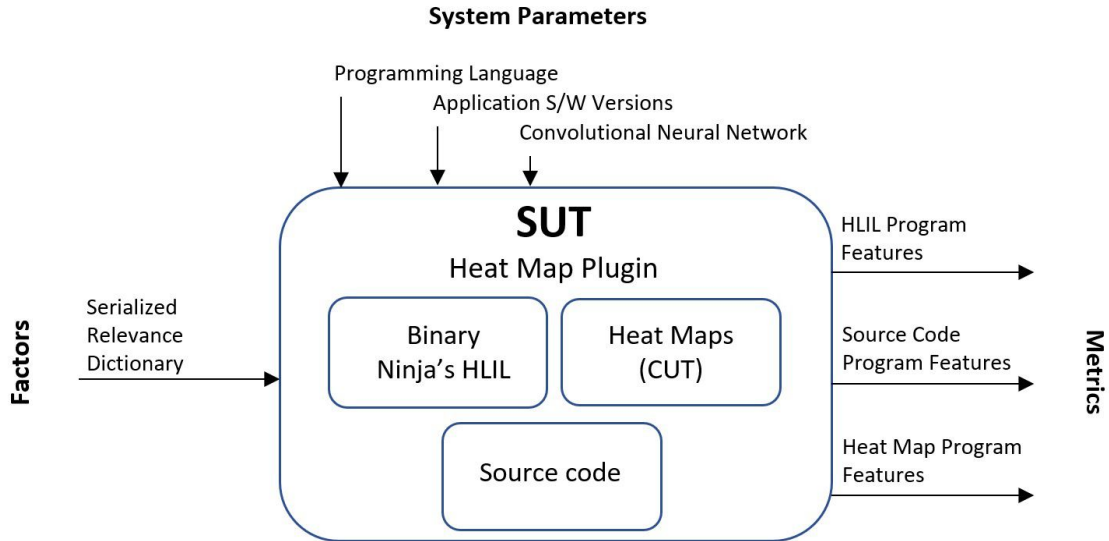 System Parameters
Programming Language
Application S/W Versions
Convolutional Neural Network
SUT
Heat Map Plugin
HLIL Program
Features
Factors
Serialized
Relevance
Dictionary
Binary
Ninja's HLIL
Heat Maps
(CUT)
Source Code
Program Features
Metrics
Source code
Heat Map Program
Features